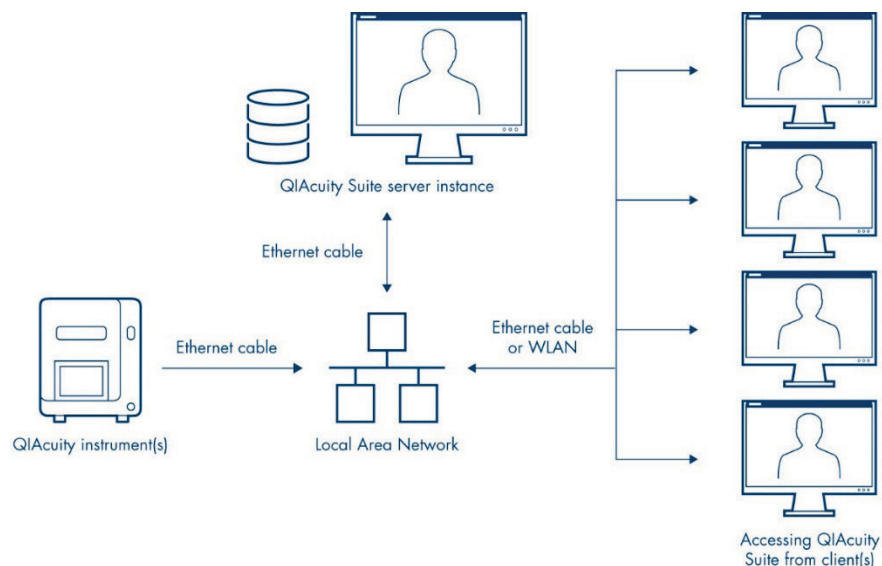 QIAcuity Suite server instance
Ethernet cable
Ethernet cable
Ethernet cable
or WLAN
QIAcuity instrument(s)
Local Area Network
Accessing QIAcuity
Suite from client(s)